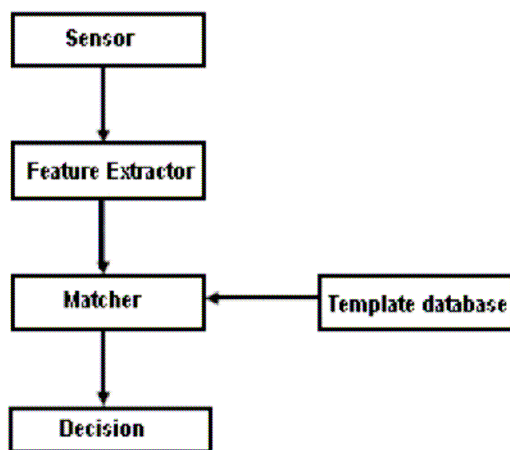 Sensor
Feature Extractor
Matcher
Template database
Decision